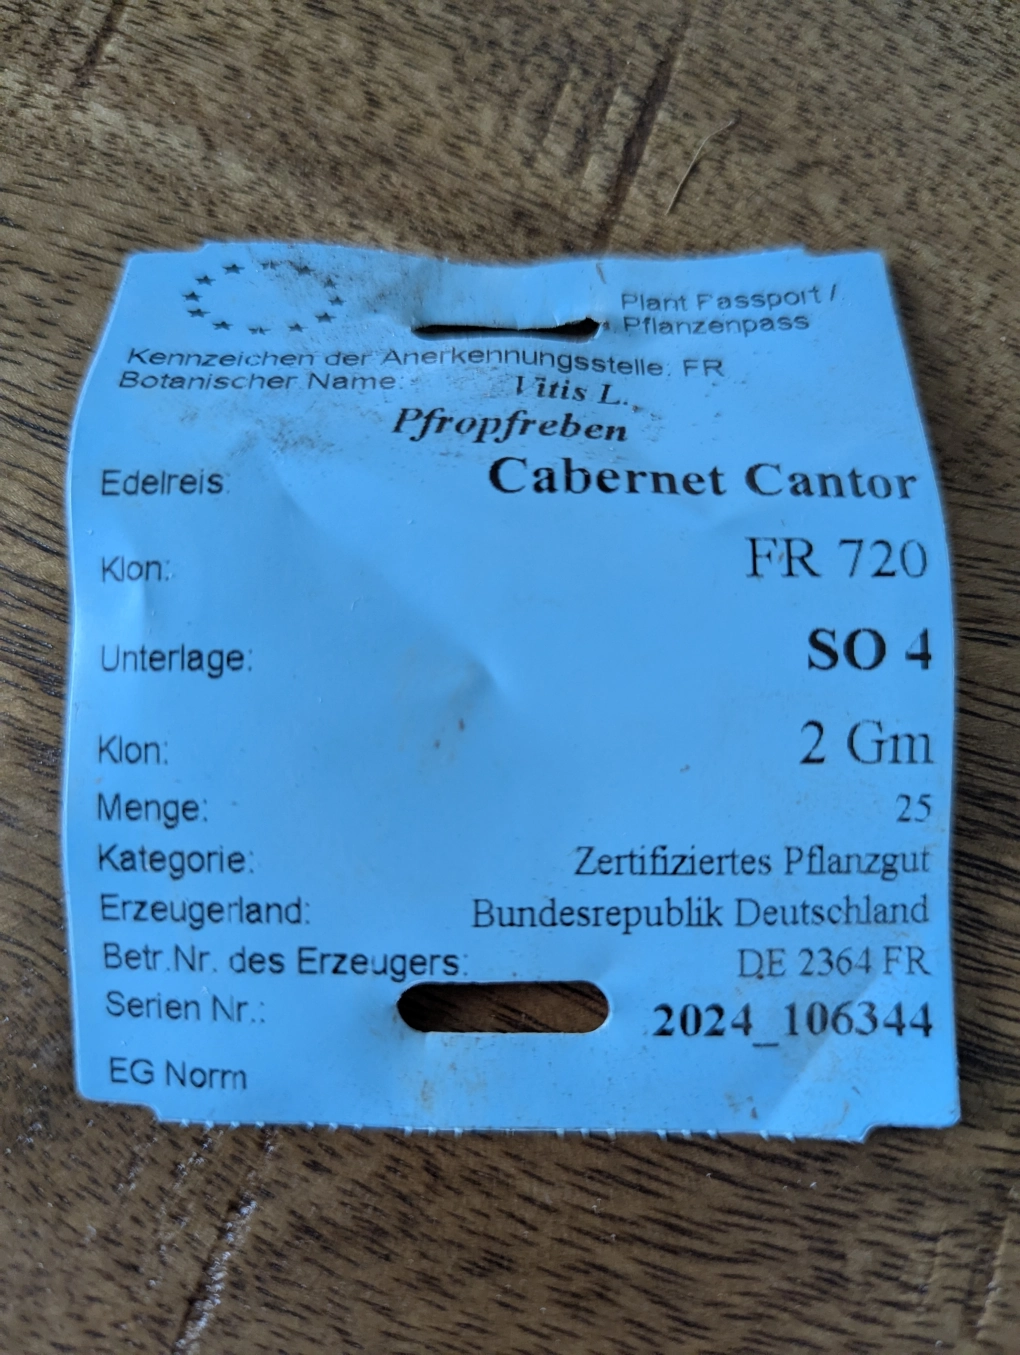 Plant Passport /
Pflanzenpass
Kennzeichen der Anerkennungsstelle: FR
Botanischer Name: Vitis L.
Pfropfreben
Edelreis: Cabernet Cantor
Klon: FR 720
Unterlage: SO 4
Klon: 2 Gm
Menge: 25
Kategorie: Zertifiziertes Pflanzgut
Erzeugerland: Bundesrepublik Deutschland
Betr.Nr. des Erzeugers: DE 2364 FR
Serien Nr.: 2024_106344
EG Norm